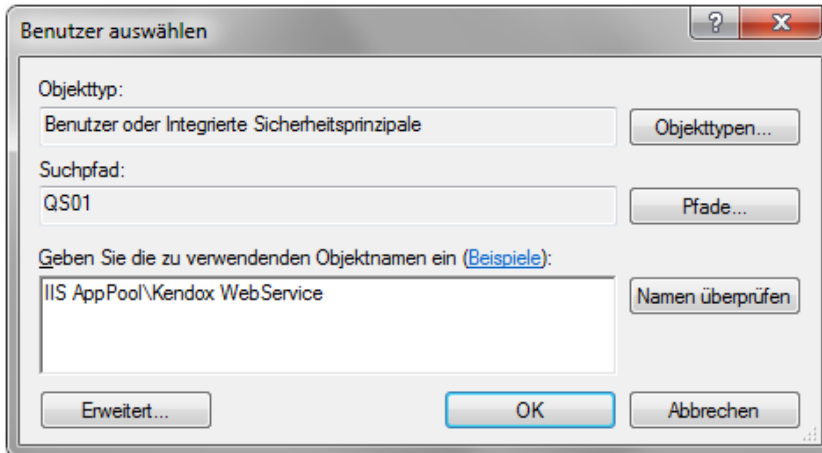 Benutzer auswählen
?
X
Objekttyp:
Benutzer oder Integrierte Sicherheitsprinzipale
Objekttypen...
Suchpfad:
QS01
Pfade...
Geben Sie die zu verwendenden Objektnamen ein (Beispiele):
IIS AppPool\Kendox WebService
Namen überprüfen
Erweitert...
OK
Abbrechen